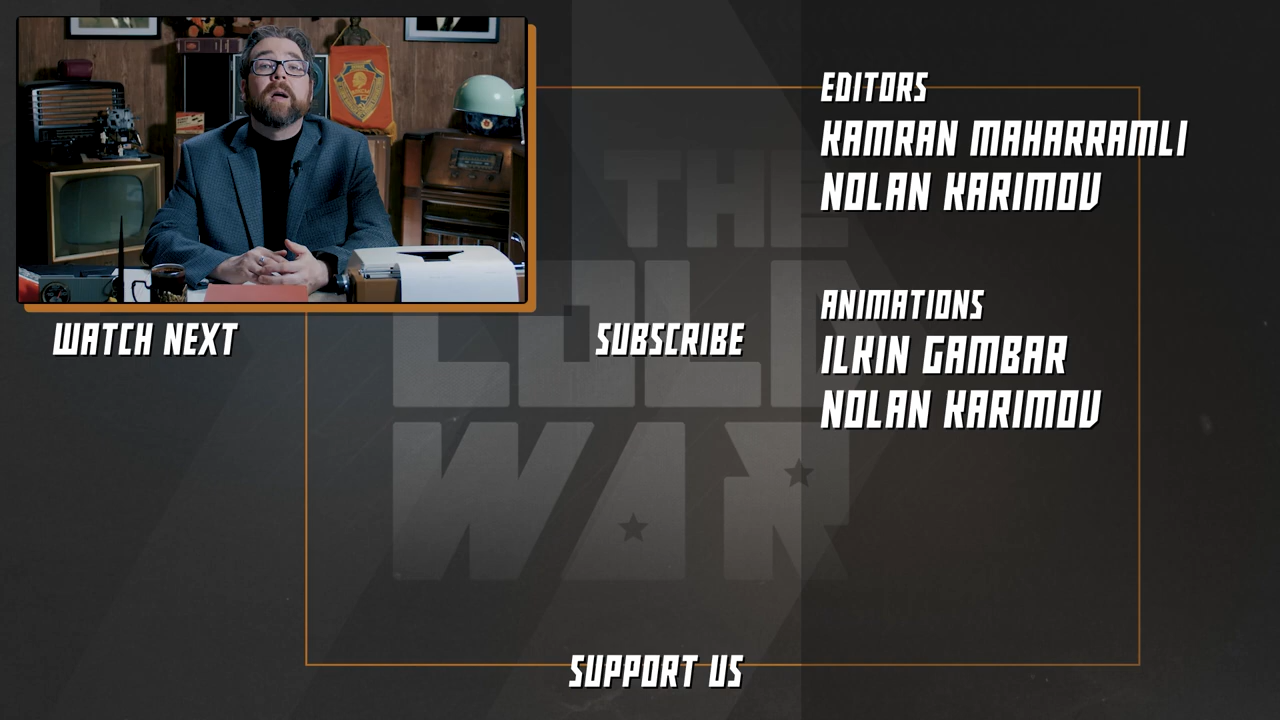 EDITORS
KAMRAN MAHARRAMLI
NOLAN KARIMOV
ANIMATIONS
ILKIN GAMBAR
NOLAN KARIMOV
WATCH NEXT
SUBSCRIBE
THE
COLD
WAR
SUPPORT US